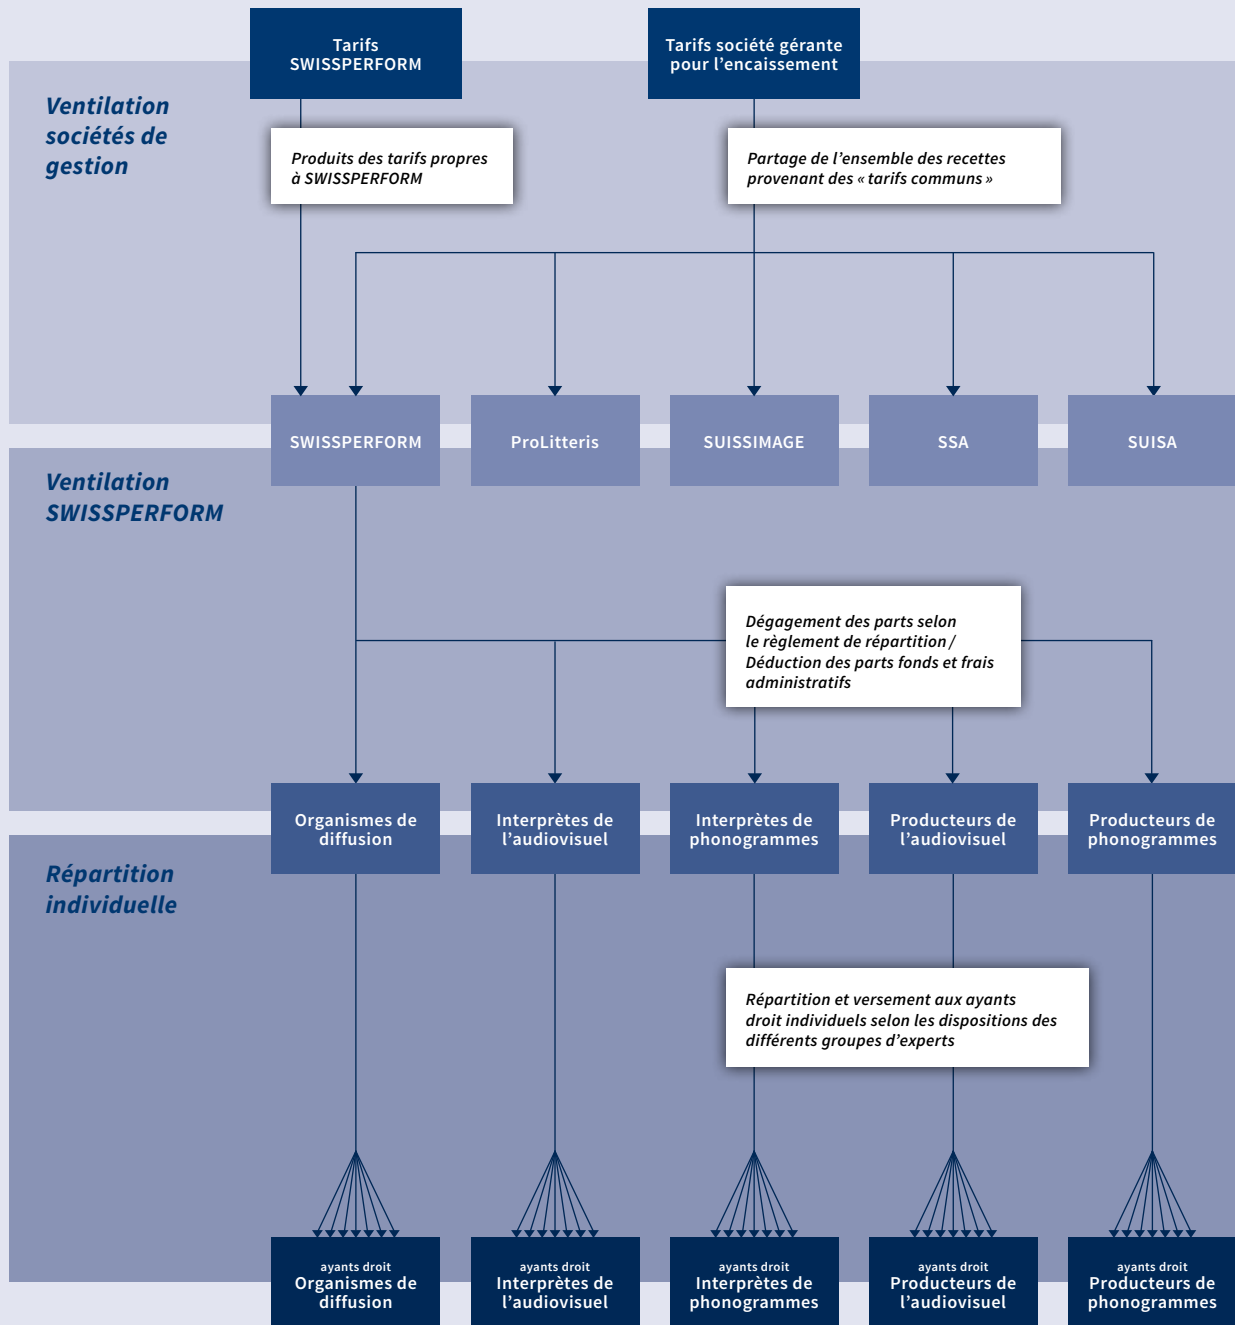 Tarifs
SWISSPERFORM
Tarifs société gérante
pour l’encaissement
Ventilation
sociétés de
gestion
Produits des tarifs propres
à SWISSPERFORM
Partage de l’ensemble des recettes
provenant des « tarifs communs »
SWISSPERFORM
ProLitteris
SUISSIMAGE
SSA
SUISA
Ventilation
SWISSPERFORM
Dégagement des parts selon
le règlement de répartition /
Déduction des parts fonds et frais
administratifs
Organismes de
diffusion
Interprètes de
l’audiovisuel
Interprètes de
phonogrammes
Producteurs de
l’audiovisuel
Producteurs de
phonogrammes
Répartition
individuelle
Répartition et versement aux ayants
droit individuels selon les dispositions des
différents groupes d’experts
ayants droit
Organismes de
diffusion
ayants droit
Interprètes de
l’audiovisuel
ayants droit
Interprètes de
phonogrammes
ayants droit
Producteurs de
l’audiovisuel
ayants droit
Producteurs de
phonogrammes